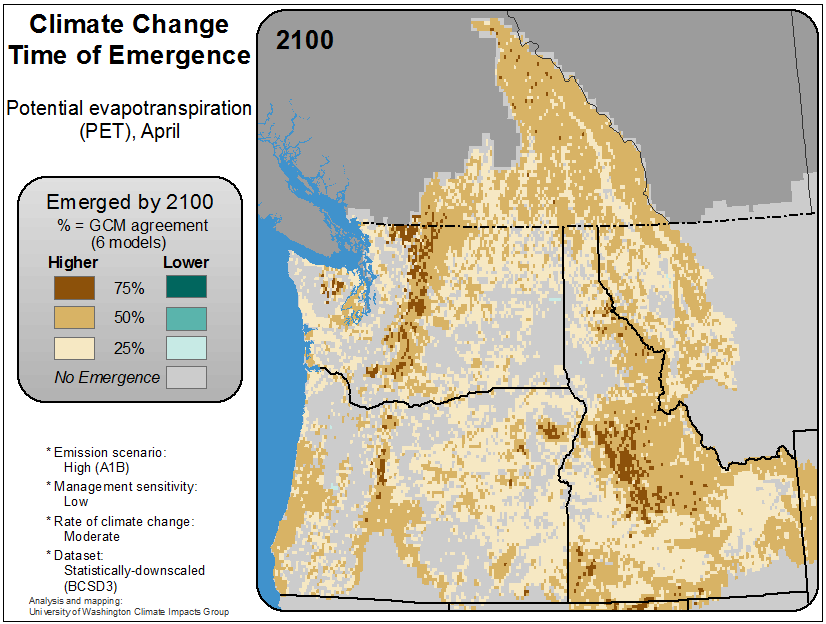 Climate Change
Time of Emergence
Potential evapotranspiration
(PET), April
Emerged by 2100
% = GCM agreement
(6 models)
Higher Lower
75%
50%
25%
No Emergence
* Emission scenario:
High (A1B)
* Management sensitivity:
Low
* Rate of climate change:
Moderate
* Dataset:
Statistically-downscaled
(BCSD3)
Analysis and mapping:
University of Washington Climate Impacts Group
2100